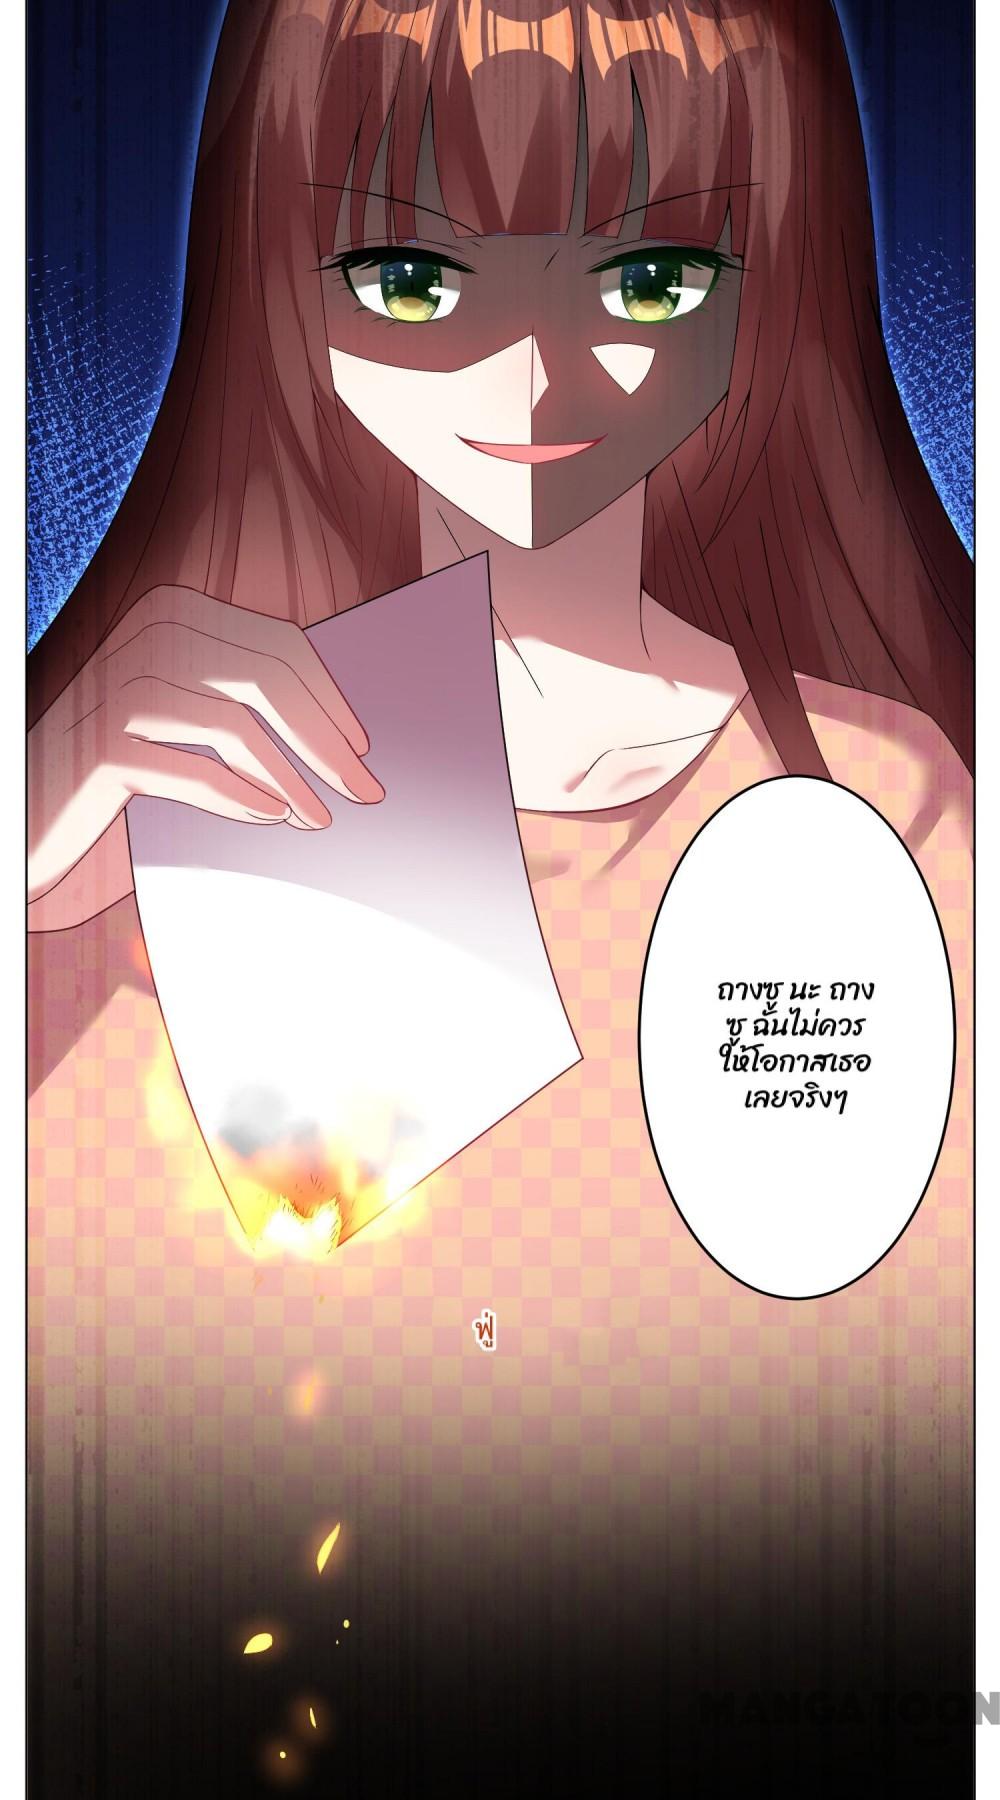 ถางซู นะ ถาง
ซู ฉันไม่ควร
ให้โอกาสเธอ
เลยจริงๆ
ฟู่
MANGATOON